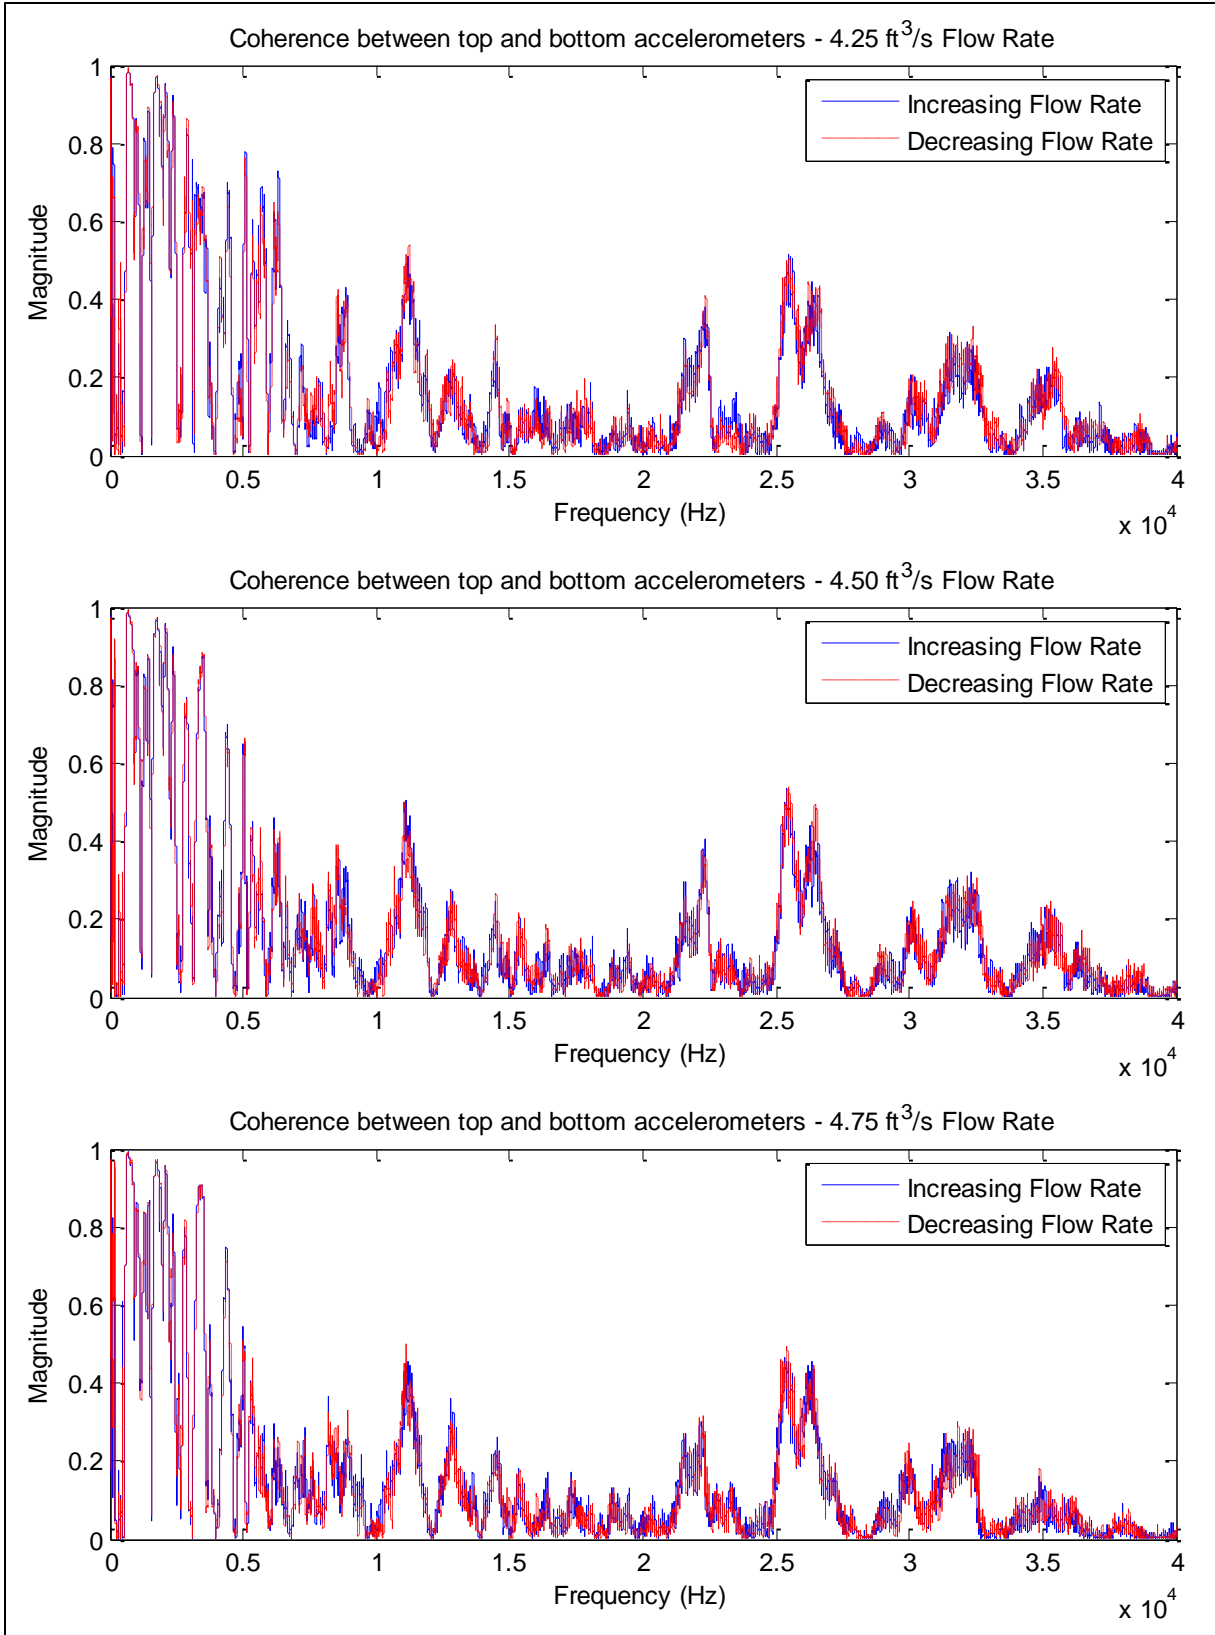 Coherence between top and bottom accelerometers - 4.25 ft³/s Flow Rate
1
0.8
0.6
0.4
0.2
0
Magnitude
Increasing Flow Rate
Decreasing Flow Rate
0 0.5 1 1.5 2 2.5 3 3.5 4
Frequency (Hz)
x 10⁴
Coherence between top and bottom accelerometers - 4.50 ft³/s Flow Rate
1
0.8
0.6
0.4
0.2
0
Magnitude
Increasing Flow Rate
Decreasing Flow Rate
0 0.5 1 1.5 2 2.5 3 3.5 4
Frequency (Hz)
x 10⁴
Coherence between top and bottom accelerometers - 4.75 ft³/s Flow Rate
1
0.8
0.6
0.4
0.2
0
Magnitude
Increasing Flow Rate
Decreasing Flow Rate
0 0.5 1 1.5 2 2.5 3 3.5 4
Frequency (Hz)
x 10⁴